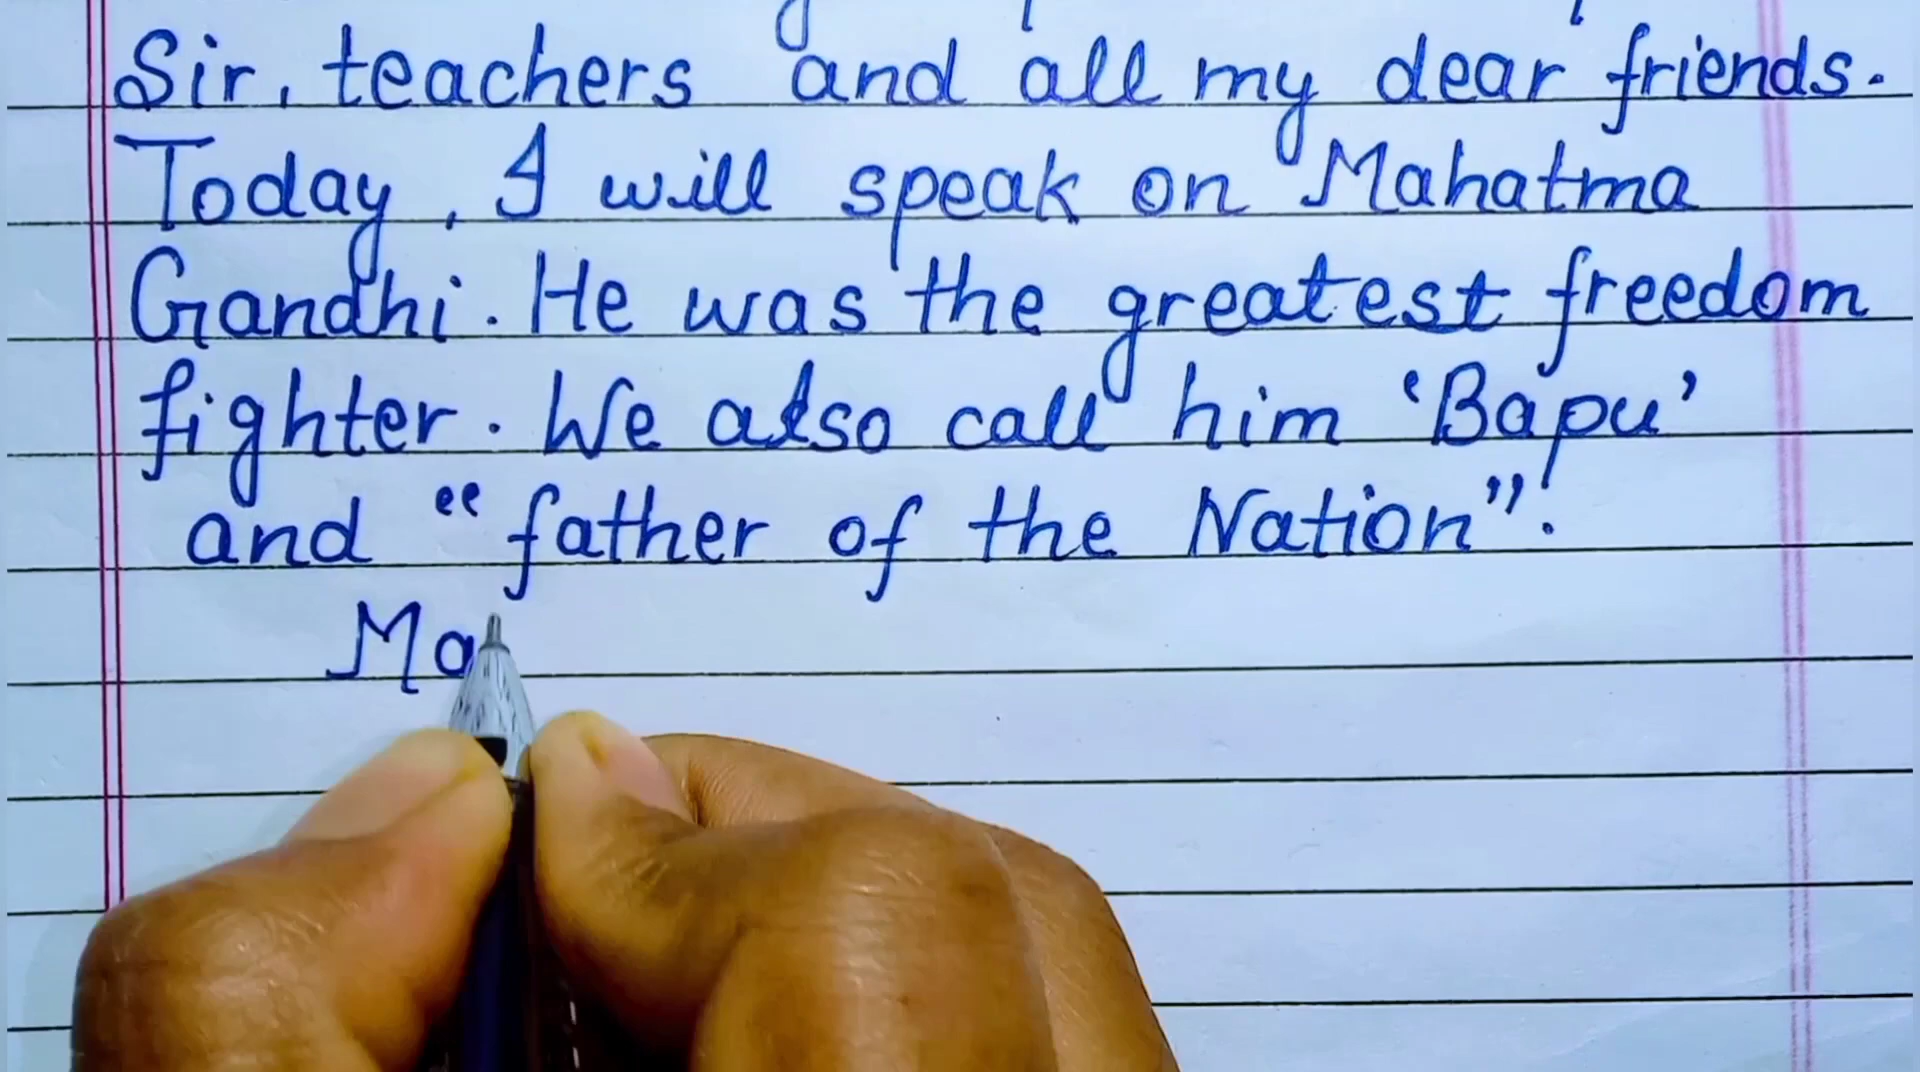 Sir, teachers and all my dear friends.
Today, I will speak on Mahatma
Gandhi. He was the greatest freedom
fighter. We also call him ‘Bapu’
and “father of the Nation”.
Ma